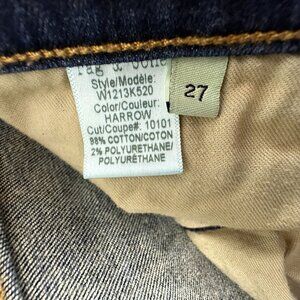 rag & bone
Style/Modèle:
W1213K520
Color/Couleur:
HARROW
Cut/Coupe#: 10101
98% COTTON/COTON
2% POLYURETHANE/
POLYURÉTHANE
27